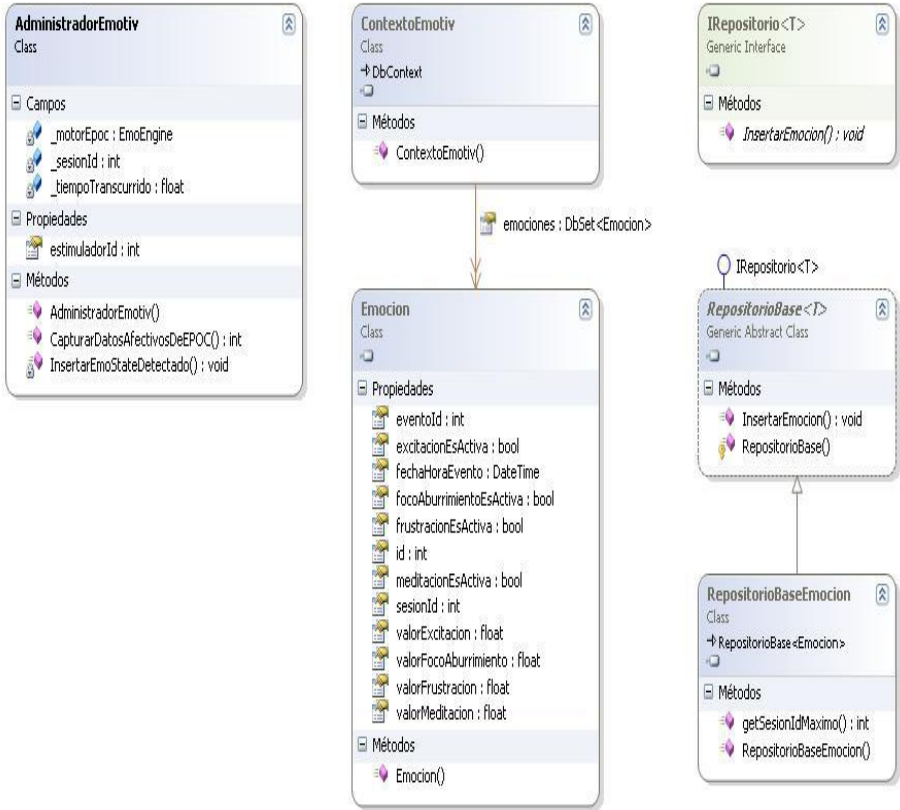 AdministradorEmotiv
Class
Campos
_motorEpoc : EmoEngine
_sesionId : int
_tiempoTranscurrido : float
Propiedades
estimuladorId : int
Métodos
AdministradorEmotiv()
CapturarDatosAfectivosDeEPOC() : int
InsertarEmoStateDetectado() : void
ContextoEmotiv
Class
DbContext
Métodos
ContextoEmotiv()
emociones : DbSet<Emocion>
Emocion
Class
Propiedades
eventoId : int
excitacionEsActiva : bool
fechaHoraEvento : DateTime
focoAburrimientoEsActiva : bool
frustracionEsActiva : bool
id : int
meditacionEsActiva : bool
sesionId : int
valorExcitacion : float
valorFocoAburrimiento : float
valorFrustracion : float
valorMeditacion : float
Métodos
Emocion()
IRepositorio<T>
Generic Interface
Métodos
InsertarEmocion() : void
IRepositorio<T>
RepositorioBase<T>
Generic Abstract Class
Métodos
InsertarEmocion() : void
RepositorioBase()
RepositorioBaseEmocion
Class
RepositorioBase<Emocion>
Métodos
getSesionIdMaximo() : int
RepositorioBaseEmocion()